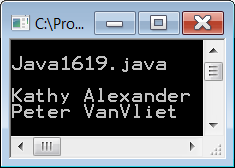 C:\Pro...
Java1619.java
Kathy Alexander
Peter VanVliet